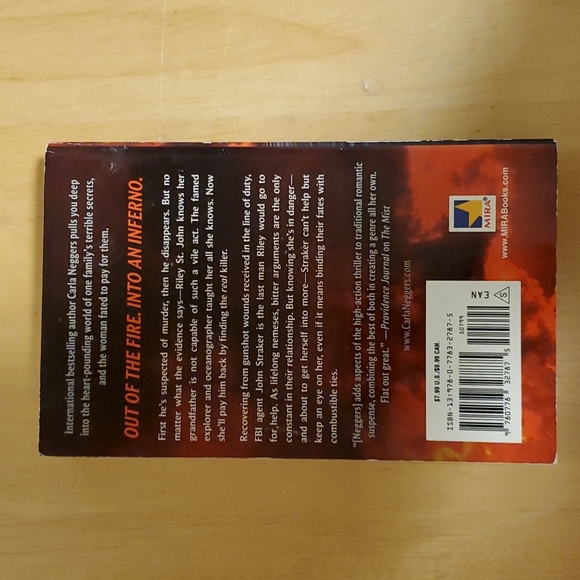 International bestselling author Carla Neggers pulls you deep
into the heart-pounding world of one family's terrible secrets,
and the woman fated to pay for them.
OUT OF THE FIRE. INTO AN INFERNO.
First he's suspected of murder, then he disappears. But no
matter what the evidence says—Riley St. John knows her
grandfather is not capable of such a vile act. The famed
explorer and oceanographer taught her all she knows. Now
she'll pay him back by finding the real killer.
Recovering from gunshot wounds received in the line of duty,
FBI agent John Straker is the last man Riley would go to
for help. As lifelong nemeses, bitter arguments are the only
constant in their relationship. But knowing she's in danger—
and about to get herself into more—Straker can't help but
keep an eye on her, even if it means binding their fates with
combustible ties.
"[Neggers] adds aspects of the high-action thriller to traditional romantic
suspense, combining the best of both in creating a genre all her own.
Flat out great." —Providence Journal on The Mist
www.CarlaNeggers.com
$7.99 U.S./$9.99 CAN.
ISBN-13: 978-0-7783-2767-5
50799
9 780778 327675
EAN
MIRA
www.MIRABooks.com